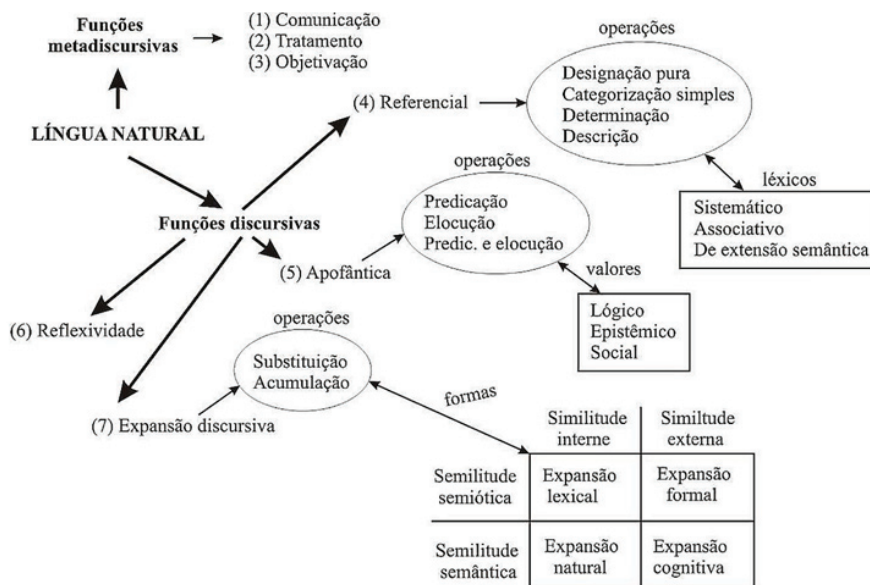 Funções
metadiscursivas
(1) Comunicação
(2) Tratamento
(3) Objetivação
LÍNGUA NATURAL
Funções discursivas
(4) Referencial
operações
Designação pura
Categorização simples
Determinação
Descrição
léxicos
Sistemático
Associativo
De extensão semântica
(5) Apofântica
operações
Predicação
Elocução
Predic. e elocução
valores
Lógico
Epistêmico
Social
(6) Reflexividade
(7) Expansão discursiva
operações
Substituição
Acumulação
formas
Similitude
interne
Similtude
externa
Semilitude
semiótica
Expansão
lexical
Expansão
formal
Semilitude
semântica
Expansão
natural
Expansão
cognitiva